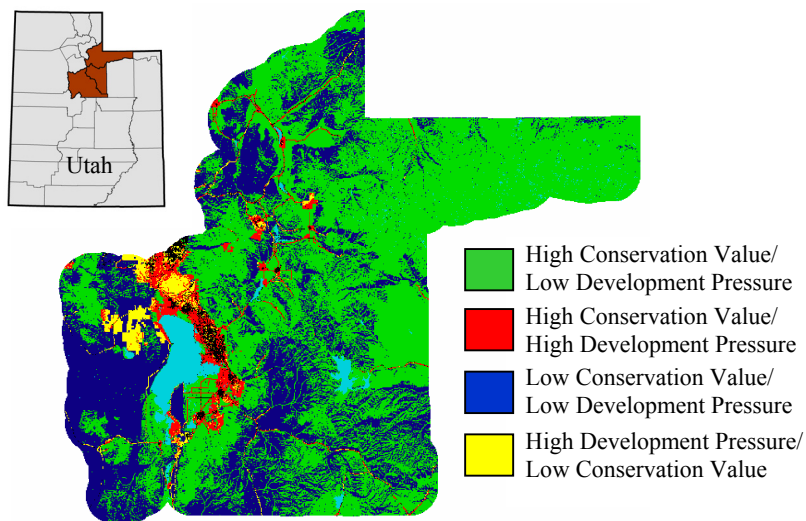 Utah
High Conservation Value/
Low Development Pressure
High Conservation Value/
High Development Pressure
Low Conservation Value/
Low Development Pressure
High Development Pressure/
Low Conservation Value